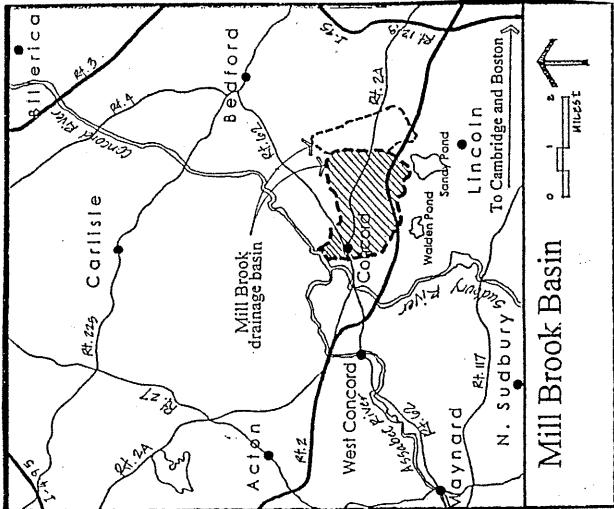 Billerica
Rt. 3
Rt. 4
Concord River
Bedford
Rt. 62
I-95
Rt. 128
Rt. 2A
Carlisle
Rt. 225
Mill Brook
drainage basin
Concord
Lincoln
Sandy Pond
Walden Pond
To Cambridge and Boston
Rt. 27
Rt. 2A
I-495
Acton
Rt. 2
West Concord
Assabet River
Rt. 62
Maynard
Sudbury River
Rt. 117
N. Sudbury
0 1 2
MILES
Mill Brook Basin